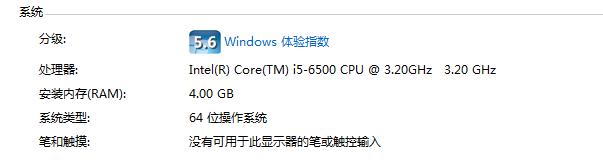 系统
分级: 5.6 Windows 体验指数
处理器: Intel(R) Core(TM) i5-6500 CPU @ 3.20GHz 3.20 GHz
安装内存(RAM): 4.00 GB
系统类型: 64 位操作系统
笔和触摸: 没有可用于此显示器的笔或触控输入